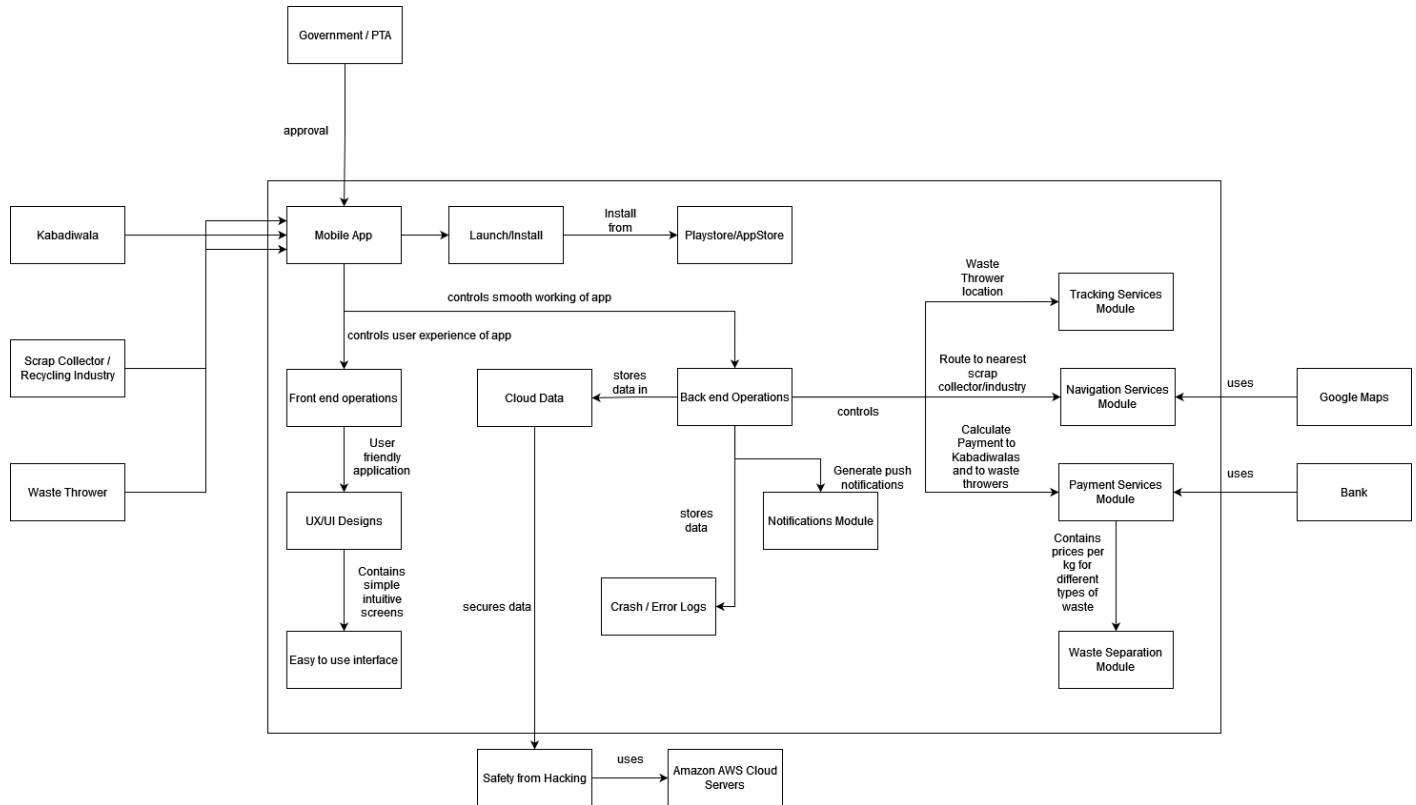 Government / PTA
approval
Kabadiwala
Mobile App
Launch/Install
Install
from
Playstore/AppStore
Waste
Thrower
location
Tracking Services
Module
controls smooth working of app
controls user experience of app
Scrap Collector /
Recycling Industry
Front end operations
Cloud Data
stores
data in
Back end Operations
controls
Route to nearest
scrap
collector/industry
Navigation Services
Module
uses
Google Maps
User
friendly
application
Calculate
Payment to
Kabadiwalas
and to waste
throwers
Waste Thrower
UX/UI Designs
Generate push
notifications
Notifications Module
stores
data
Payment Services
Module
uses
Bank
Contains
simple
intuitive
screens
Contains
prices per
kg for
different
types of
waste
secures data
Crash / Error Logs
Easy to use interface
Waste Separation
Module
Safety from Hacking
uses
Amazon AWS Cloud
Servers